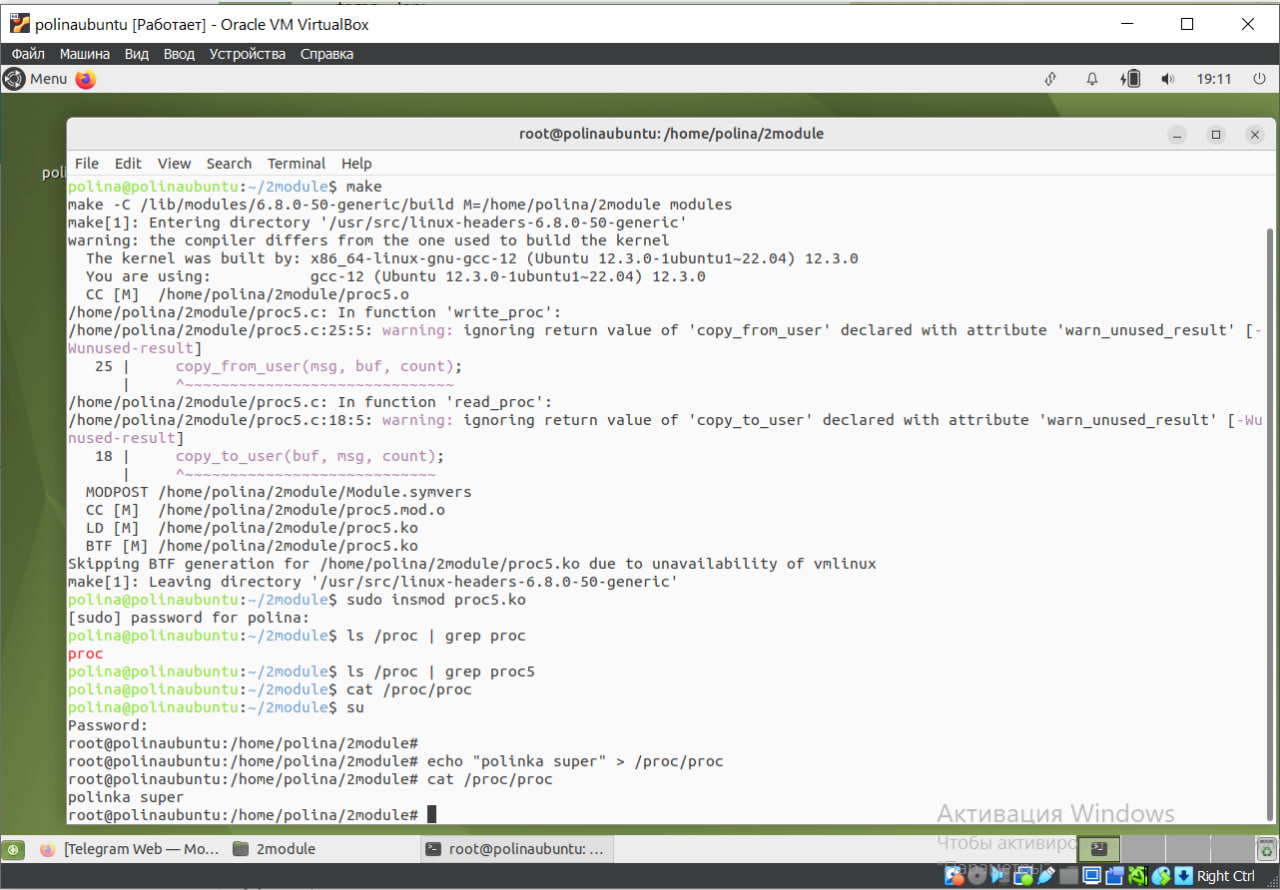 polinaubuntu [Работает] - Oracle VM VirtualBox
Файл Машина Вид Ввод Устройства Справка
Menu 19:11
root@polinaubuntu: /home/polina/2module
poli
File Edit View Search Terminal Help
polina@polinaubuntu:~/2module$ make
make -C /lib/modules/6.8.0-50-generic/build M=/home/polina/2module modules
make[1]: Entering directory '/usr/src/linux-headers-6.8.0-50-generic'
warning: the compiler differs from the one used to build the kernel
  The kernel was built by: x86_64-linux-gnu-gcc-12 (Ubuntu 12.3.0-1ubuntu1~22.04) 12.3.0
  You are using:           gcc-12 (Ubuntu 12.3.0-1ubuntu1~22.04) 12.3.0
  CC [M]  /home/polina/2module/proc5.o
/home/polina/2module/proc5.c: In function 'write_proc':
/home/polina/2module/proc5.c:25:5: warning: ignoring return value of 'copy_from_user' declared with attribute 'warn_unused_result' [-
Wunused-result]
   25 |     copy_from_user(msg, buf, count);
      |     ^~~~~~~~~~~~~~~~~~~~~~~~~~~~~~~
/home/polina/2module/proc5.c: In function 'read_proc':
/home/polina/2module/proc5.c:18:5: warning: ignoring return value of 'copy_to_user' declared with attribute 'warn_unused_result' [-Wu
nused-result]
   18 |     copy_to_user(buf, msg, count);
      |     ^~~~~~~~~~~~~~~~~~~~~~~~~~~~~
  MODPOST /home/polina/2module/Module.symvers
  CC [M]  /home/polina/2module/proc5.mod.o
  LD [M]  /home/polina/2module/proc5.ko
  BTF [M] /home/polina/2module/proc5.ko
Skipping BTF generation for /home/polina/2module/proc5.ko due to unavailability of vmlinux
make[1]: Leaving directory '/usr/src/linux-headers-6.8.0-50-generic'
polina@polinaubuntu:~/2module$ sudo insmod proc5.ko
[sudo] password for polina:
polina@polinaubuntu:~/2module$ ls /proc | grep proc
proc
polina@polinaubuntu:~/2module$ ls /proc | grep proc5
polina@polinaubuntu:~/2module$ cat /proc/proc
polina@polinaubuntu:~/2module$ su
Password:
root@polinaubuntu:/home/polina/2module#
root@polinaubuntu:/home/polina/2module# echo "polinka super" > /proc/proc
root@polinaubuntu:/home/polina/2module# cat /proc/proc
polinka super
root@polinaubuntu:/home/polina/2module#
Активация Windows
Чтобы активиро
"Параметры".
[Telegram Web — Mo... 2module root@polinaubuntu: ...
Right Ctrl